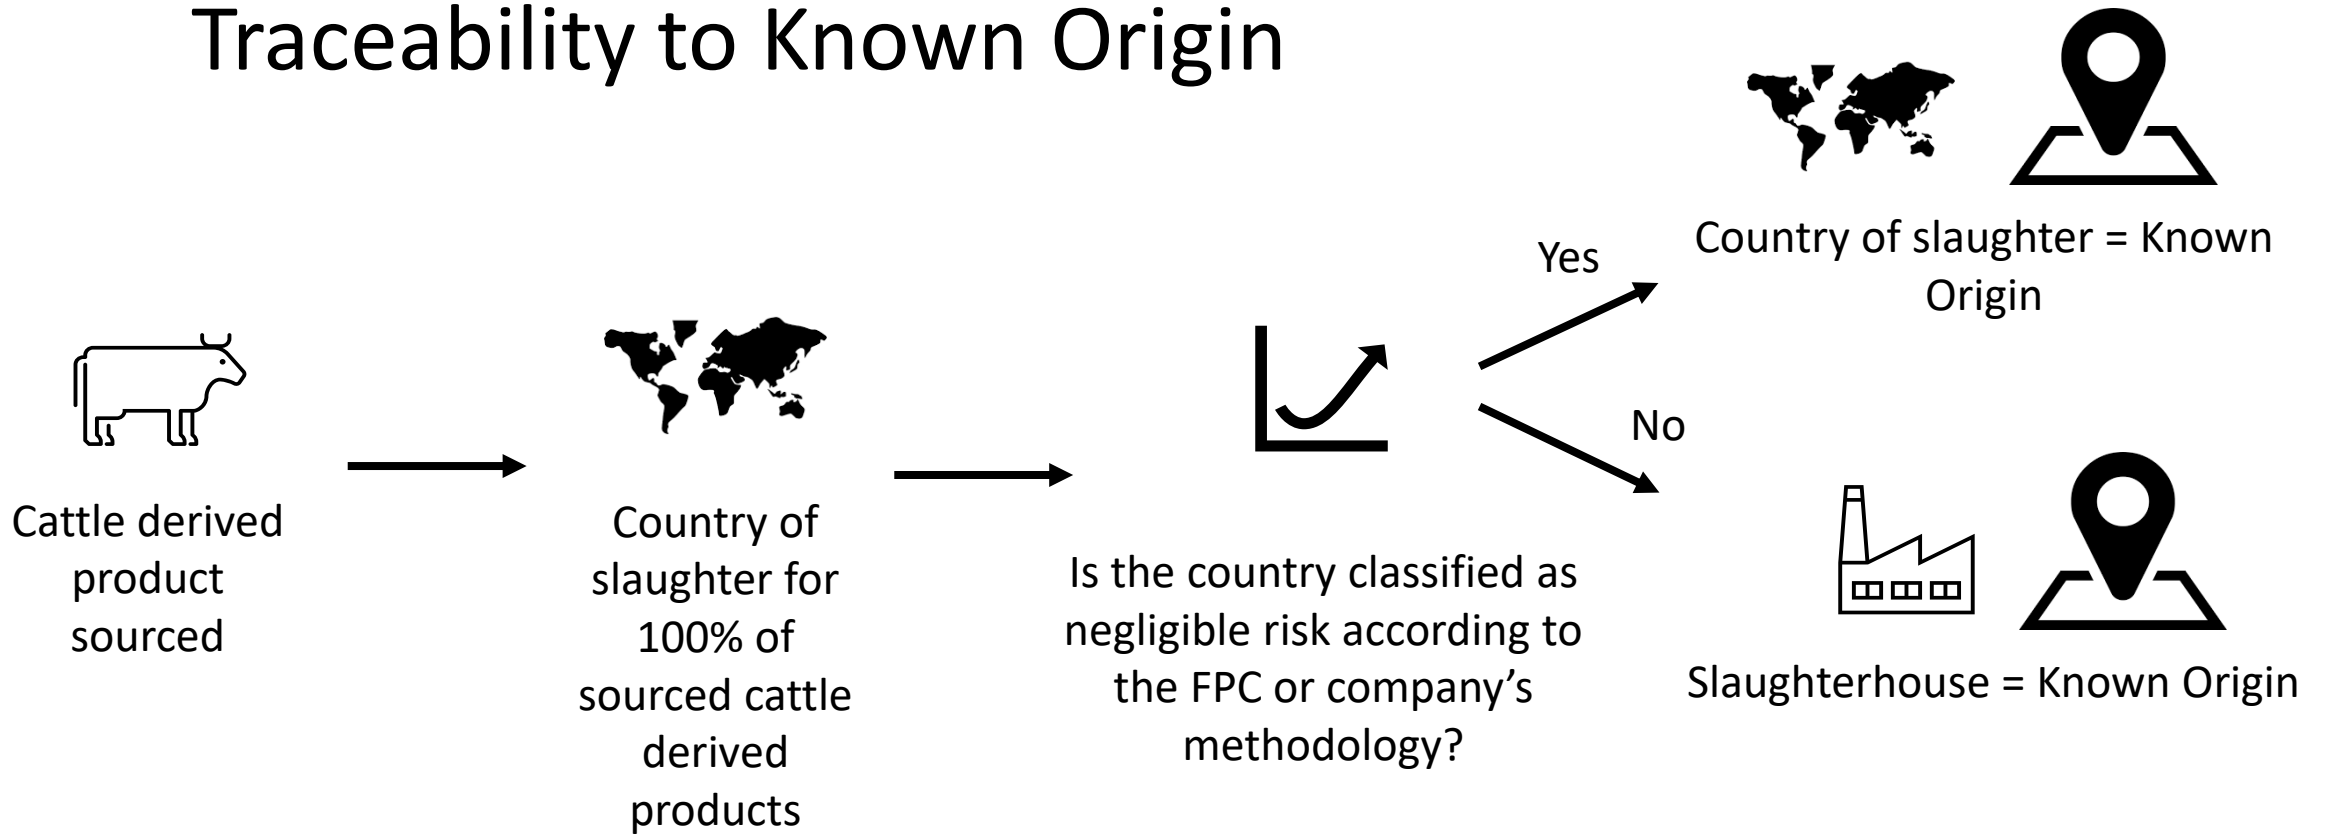 Traceability to Known Origin
Cattle derived
product
sourced
Country of
slaughter for
100% of
sourced cattle
derived
products
Is the country classified as
negligible risk according to
the FPC or company’s
methodology?
Yes
Country of slaughter = Known
Origin
No
Slaughterhouse = Known Origin